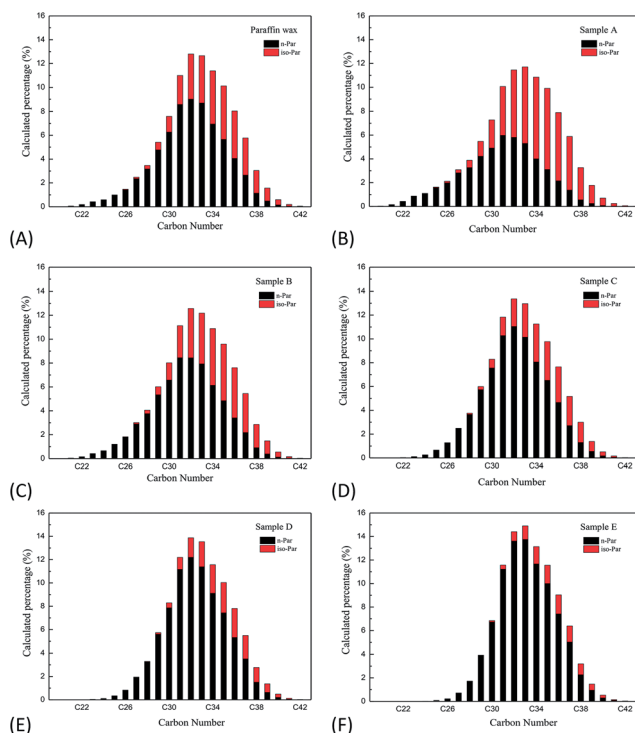 Paraffin wax
n-Par
iso-Par
Calculated percentage (%)
16
14
12
10
8
6
4
2
0
C22 C26 C30 C34 C38 C42
Carbon Number
(A)
Sample A
n-Par
iso-Par
Calculated percentage (%)
16
14
12
10
8
6
4
2
0
C22 C26 C30 C34 C38 C42
Carbon Number
(B)
Sample B
n-Par
iso-Par
Calculated percentage (%)
16
14
12
10
8
6
4
2
0
C22 C26 C30 C34 C38 C42
Carbon Number
(C)
Sample C
n-Par
iso-Par
Calculated percentage (%)
16
14
12
10
8
6
4
2
0
C22 C26 C30 C34 C38 C42
Carbon Number
(D)
Sample D
n-Par
iso-Par
Calculated percentage (%)
16
14
12
10
8
6
4
2
0
C22 C26 C30 C34 C38 C42
Carbon Number
(E)
Sample E
n-Par
iso-Par
Calculated percentage (%)
16
14
12
10
8
6
4
2
0
C22 C26 C30 C34 C38 C42
Carbon Number
(F)